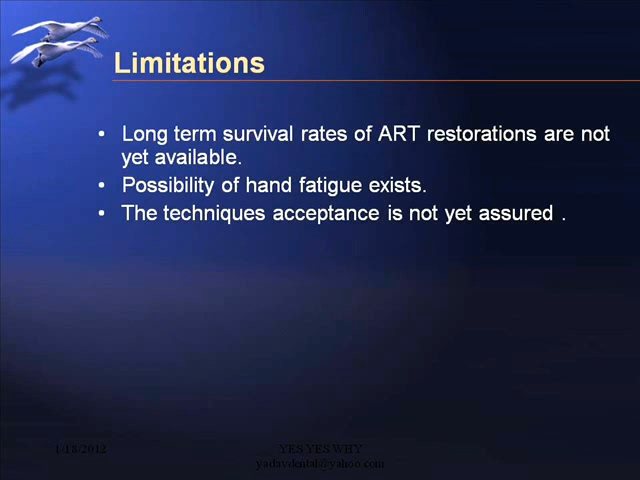 Limitations
• Long term survival rates of ART restorations are not
yet available.
• Possibility of hand fatigue exists.
• The techniques acceptance is not yet assured .
1/18/2012
YES YES WHY
yadavdental@yahoo.com